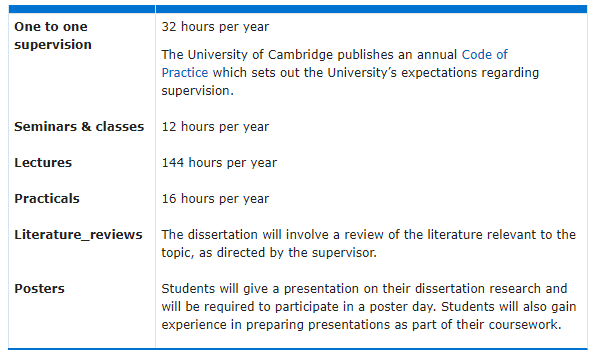 One to one supervision
32 hours per year
The University of Cambridge publishes an annual Code of
Practice which sets out the University’s expectations regarding
supervision.
Seminars & classes
12 hours per year
Lectures
144 hours per year
Practicals
16 hours per year
Literature_reviews
The dissertation will involve a review of the literature relevant to the
topic, as directed by the supervisor.
Posters
Students will give a presentation on their dissertation research and
will be required to participate in a poster day. Students will also gain
experience in preparing presentations as part of their coursework.